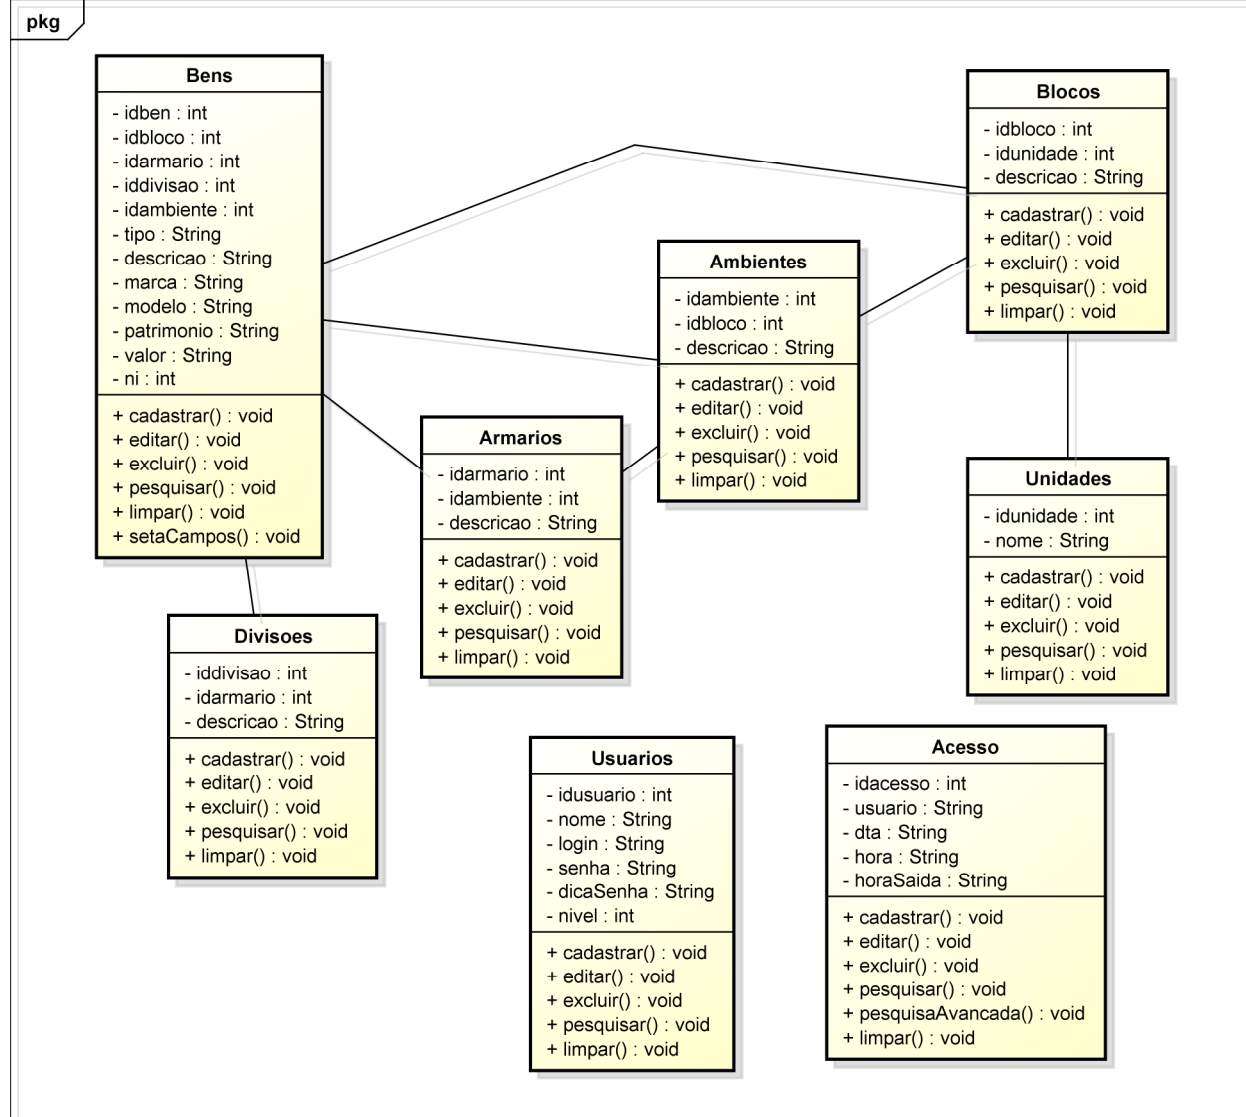 pkg
Bens
- idben : int
- idbloco : int
- idarmario : int
- iddivisao : int
- idambiente : int
- tipo : String
- descricao : String
- marca : String
- modelo : String
- patrimonio : String
- valor : String
- ni : int
+ cadastrar() : void
+ editar() : void
+ excluir() : void
+ pesquisar() : void
+ limpar() : void
+ setaCampos() : void
Blocos
- idbloco : int
- idunidade : int
- descricao : String
+ cadastrar() : void
+ editar() : void
+ excluir() : void
+ pesquisar() : void
+ limpar() : void
Ambientes
- idambiente : int
- idbloco : int
- descricao : String
+ cadastrar() : void
+ editar() : void
+ excluir() : void
+ pesquisar() : void
+ limpar() : void
Armarios
- idarmario : int
- idambiente : int
- descricao : String
+ cadastrar() : void
+ editar() : void
+ excluir() : void
+ pesquisar() : void
+ limpar() : void
Unidades
- idunidade : int
- nome : String
+ cadastrar() : void
+ editar() : void
+ excluir() : void
+ pesquisar() : void
+ limpar() : void
Divisoes
- iddivisao : int
- idarmario : int
- descricao : String
+ cadastrar() : void
+ editar() : void
+ excluir() : void
+ pesquisar() : void
+ limpar() : void
Usuarios
- idusuario : int
- nome : String
- login : String
- senha : String
- dicaSenha : String
- nivel : int
+ cadastrar() : void
+ editar() : void
+ excluir() : void
+ pesquisar() : void
+ limpar() : void
Acesso
- idacesso : int
- usuario : String
- dta : String
- hora : String
- horaSaida : String
+ cadastrar() : void
+ editar() : void
+ excluir() : void
+ pesquisar() : void
+ pesquisaAvancada() : void
+ limpar() : void